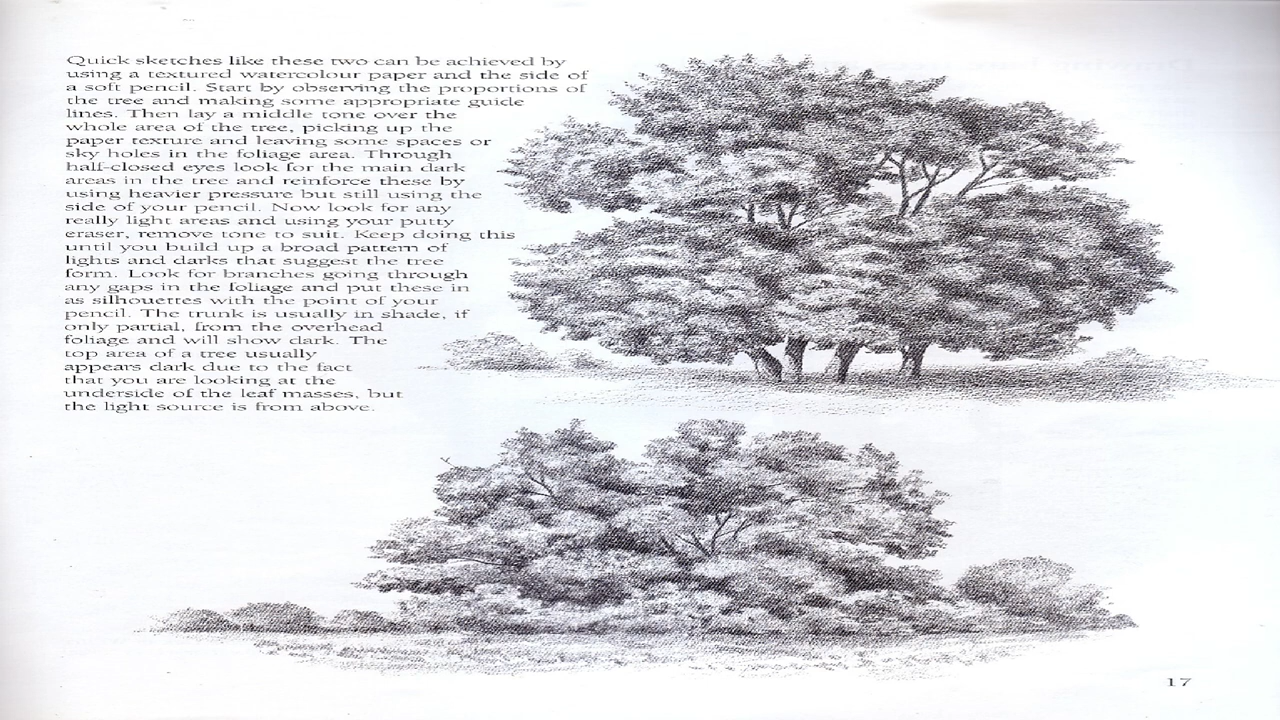 Quick sketches like these two can be achieved by
using a textured watercolour paper and the side of
a soft pencil. Start by observing the proportions of
the tree and making some appropriate guide
lines. Then lay a middle tone over the
whole area of the tree, picking up the
paper texture and leaving some spaces or
sky holes in the foliage area. Through
half-closed eyes look for the main dark
areas in the tree and reinforce these by
using heavier pressure but still using the
side of your pencil. Now look for any
really light areas and using your putty
eraser, remove tone to suit. Keep doing this
until you build up a broad pattern of
lights and darks that suggest the tree
form. Look for branches going through
any gaps in the foliage and put these in
as silhouettes with the point of your
pencil. The trunk is usually in shade, if
only partial, from the overhead
foliage and will show dark. The
top area of a tree usually
appears dark due to the fact
that you are looking at the
underside of the leaf masses, but
the light source is from above.
17